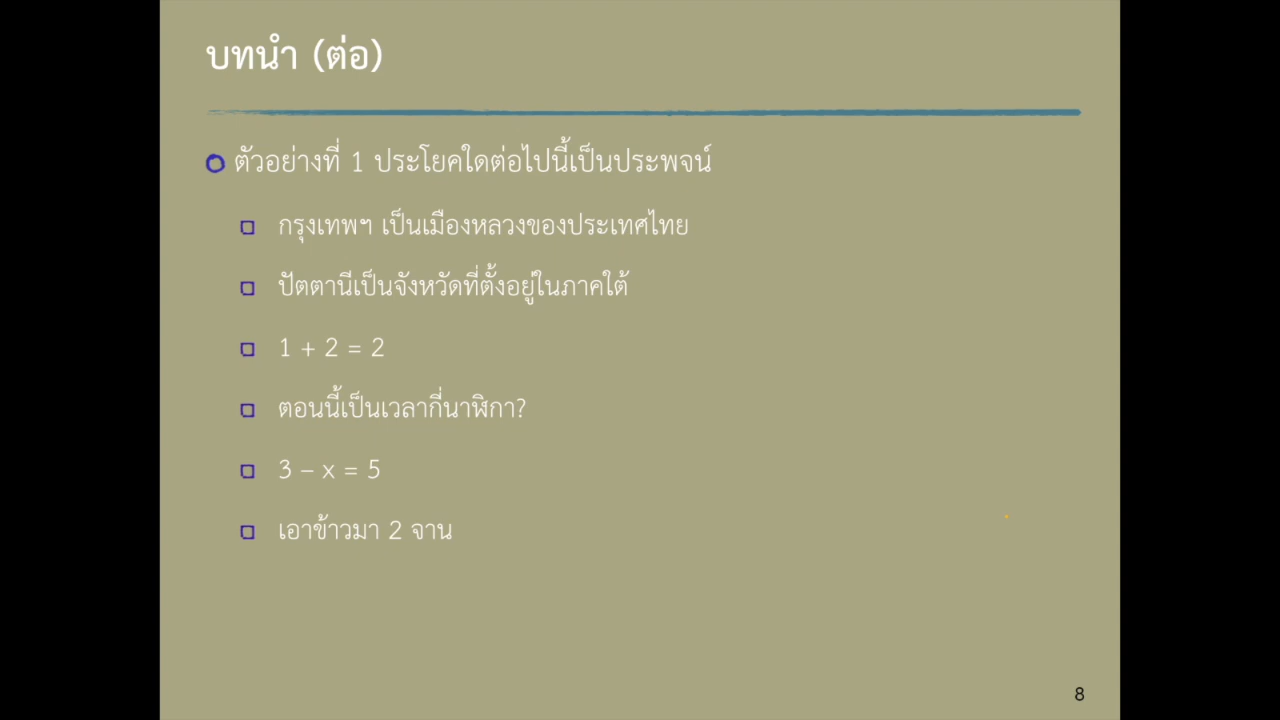 บทนำ (ต่อ)
ตัวอย่างที่ 1 ประโยคใดต่อไปนี้เป็นประพจน์
กรุงเทพฯ เป็นเมืองหลวงของประเทศไทย
ปัตตานีเป็นจังหวัดที่ตั้งอยู่ในภาคใต้
1 + 2 = 2
ตอนนี้เป็นเวลากี่นาฬิกา?
3 – x = 5
เอาข้าวมา 2 จาน
8